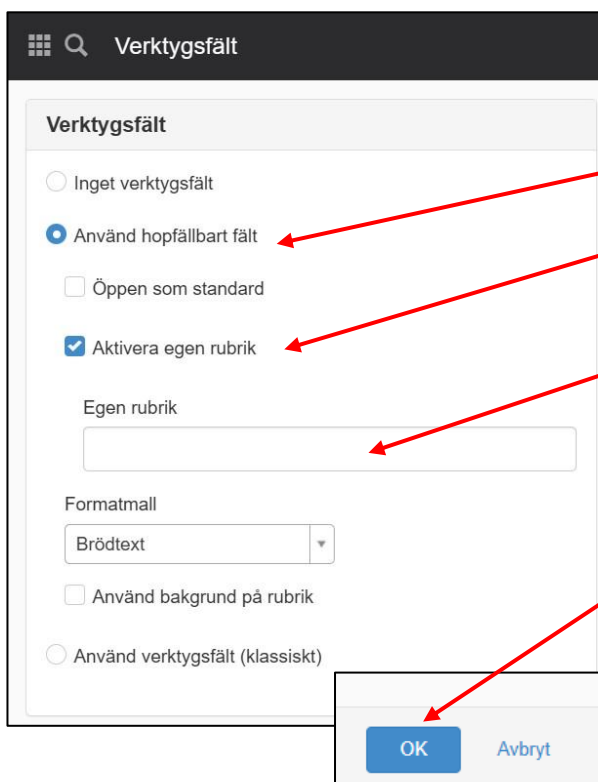 Verktygsfält
Verktygsfält
Inget verktygsfält
Använd hopfällbart fält
Öppen som standard
Aktivera egen rubrik
Egen rubrik
Formatmall
Brödtext
Använd bakgrund på rubrik
Använd verktygsfält (klassiskt)
OK Avbryt